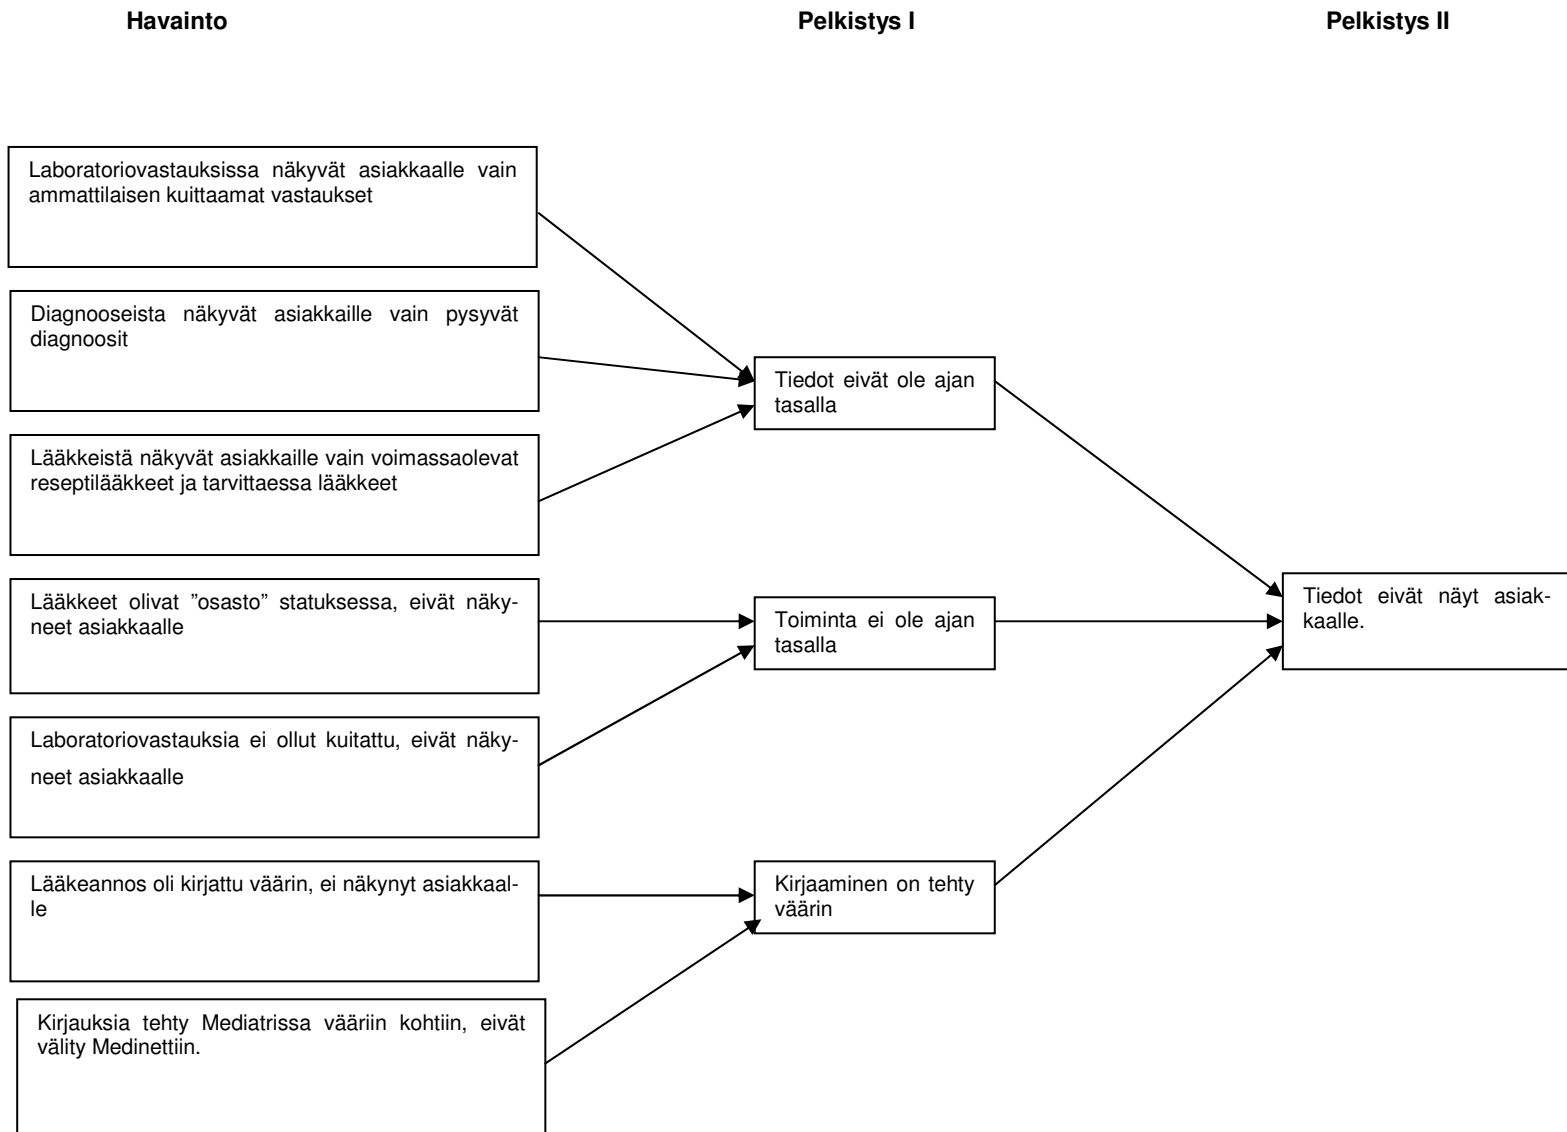 Havainto
Pelkistys I
Pelkistys II
Laboratoriovastauksissa näkyvät asiakkaalle vain
ammattilaisen kuittaamat vastaukset
Diagnooseista näkyvät asiakkaille vain pysyvät
diagnoosit
Lääkkeistä näkyvät asiakkaille vain voimassaolevat
reseptilääkkeet ja tarvittaessa lääkkeet
Lääkkeet olivat ”osasto” statuksessa, eivät näky-
neet asiakkaalle
Laboratoriovastauksia ei ollut kuitattu, eivät näky-
neet asiakkaalle
Lääkeannos oli kirjattu väärin, ei näkynyt asiakkaal-
le
Kirjauksia tehty Mediatrissa vääriin kohtiin, eivät
välity Medinettiin.
Tiedot eivät ole ajan
tasalla
Toiminta ei ole ajan
tasalla
Kirjaaminen on tehty
väärin
Tiedot eivät näyt asiak-
kaalle.